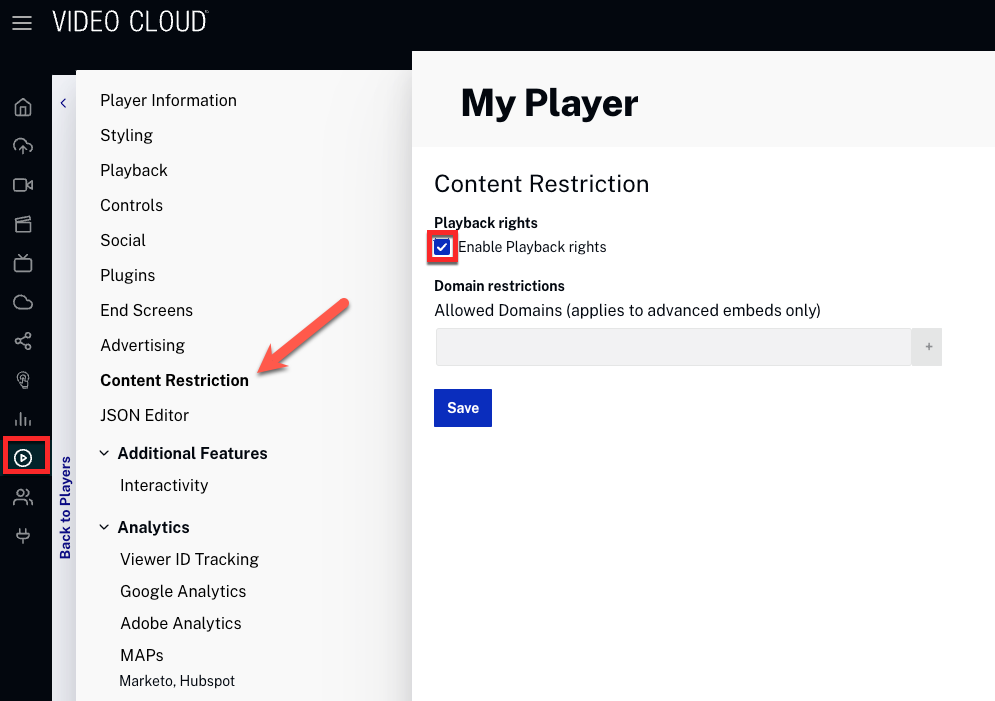 VIDEO CLOUD
Back to Players
Player Information
Styling
Playback
Controls
Social
Plugins
End Screens
Advertising
Content Restriction
JSON Editor
Additional Features
Interactivity
Analytics
Viewer ID Tracking
Google Analytics
Adobe Analytics
MAPs
Marketo, Hubspot
My Player
Content Restriction
Playback rights
Enable Playback rights
Domain restrictions
Allowed Domains (applies to advanced embeds only)
+
Save